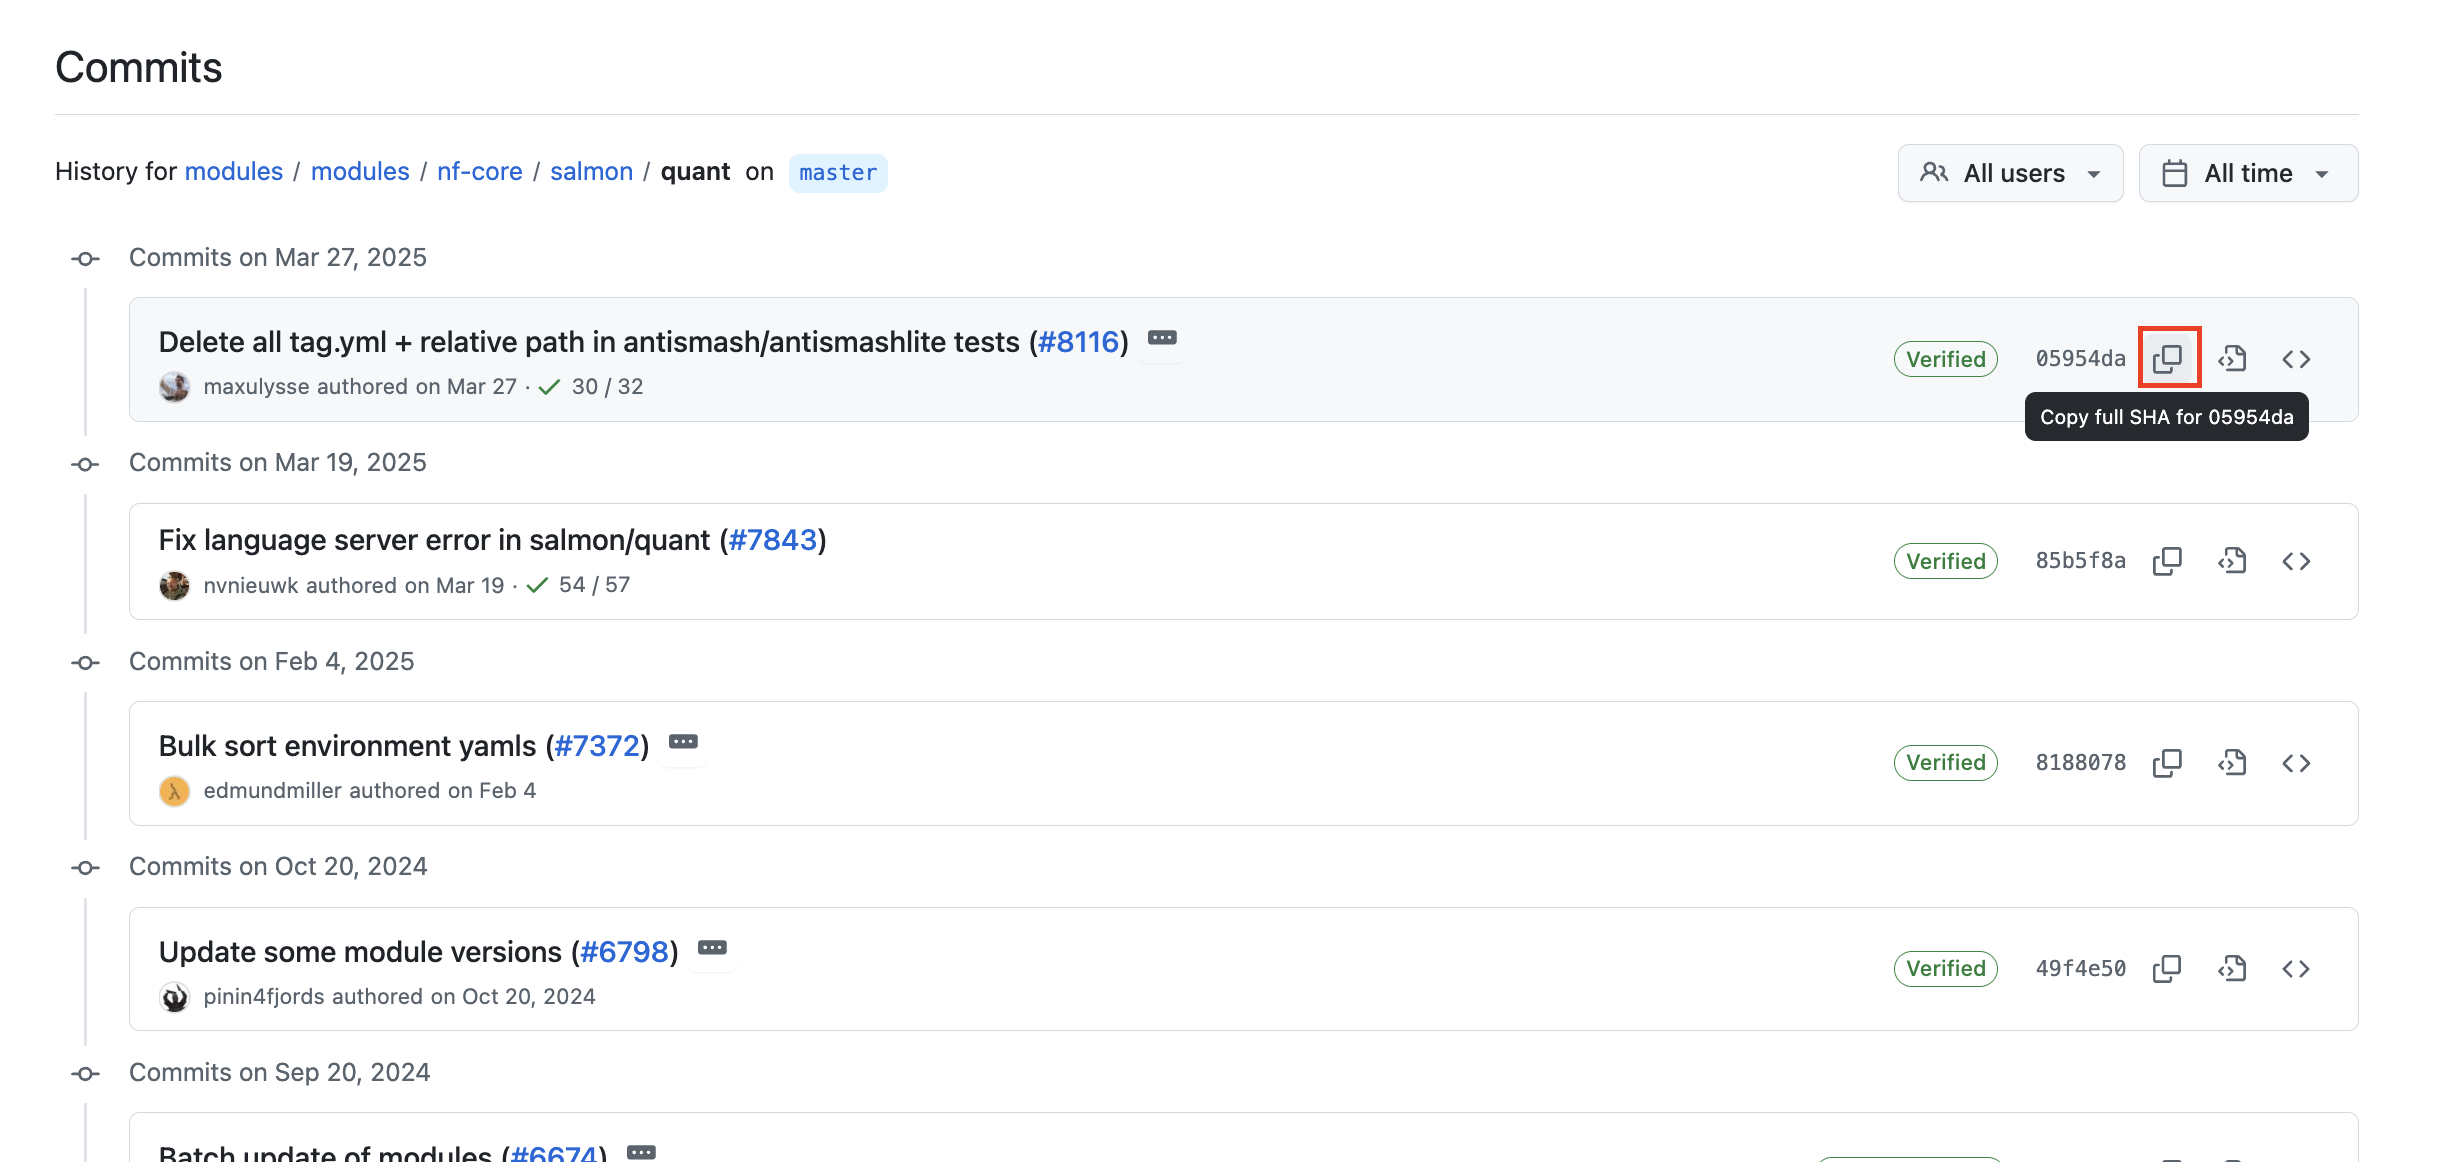 Commits
History for modules / modules / nf-core / salmon / quant on master
All users
All time
Commits on Mar 27, 2025
Delete all tag.yml + relative path in antismash/antismashlite tests (#8116)
maxulysse authored on Mar 27 · 30 / 32
Verified
05954da
Copy full SHA for 05954da
Commits on Mar 19, 2025
Fix language server error in salmon/quant (#7843)
nvnieuwk authored on Mar 19 · 54 / 57
Verified
85b5f8a
Commits on Feb 4, 2025
Bulk sort environment yamls (#7372)
edmundmiller authored on Feb 4
Verified
8188078
Commits on Oct 20, 2024
Update some module versions (#6798)
pinin4fjords authored on Oct 20, 2024
Verified
49f4e50
Commits on Sep 20, 2024
Batch update of modules (#6674)